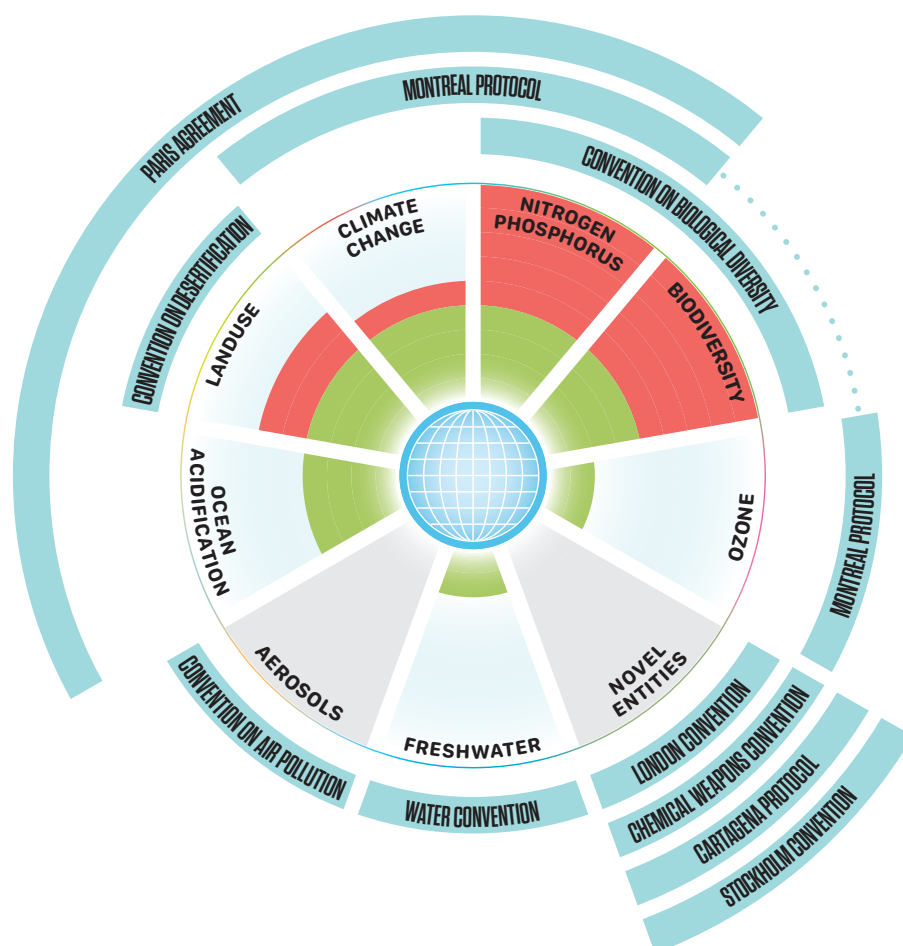 PARIS AGREEMENT
MONTREAL PROTOCOL
CONVENTION ON BIOLOGICAL DIVERSITY
CONVENTION ON DESERTIFICATION
CLIMATE
CHANGE
NITROGEN
PHOSPHORUS
BIODIVERSITY
LANDUSE
OCEAN
ACIDIFICATION
OZONE
MONTREAL PROTOCOL
AEROSOLS
FRESHWATER
NOVEL
ENTITIES
CONVENTION ON AIR POLLUTION
WATER CONVENTION
LONDON CONVENTION
CHEMICAL WEAPONS CONVENTION
CARTAGENA PROTOCOL
STOCKHOLM CONVENTION